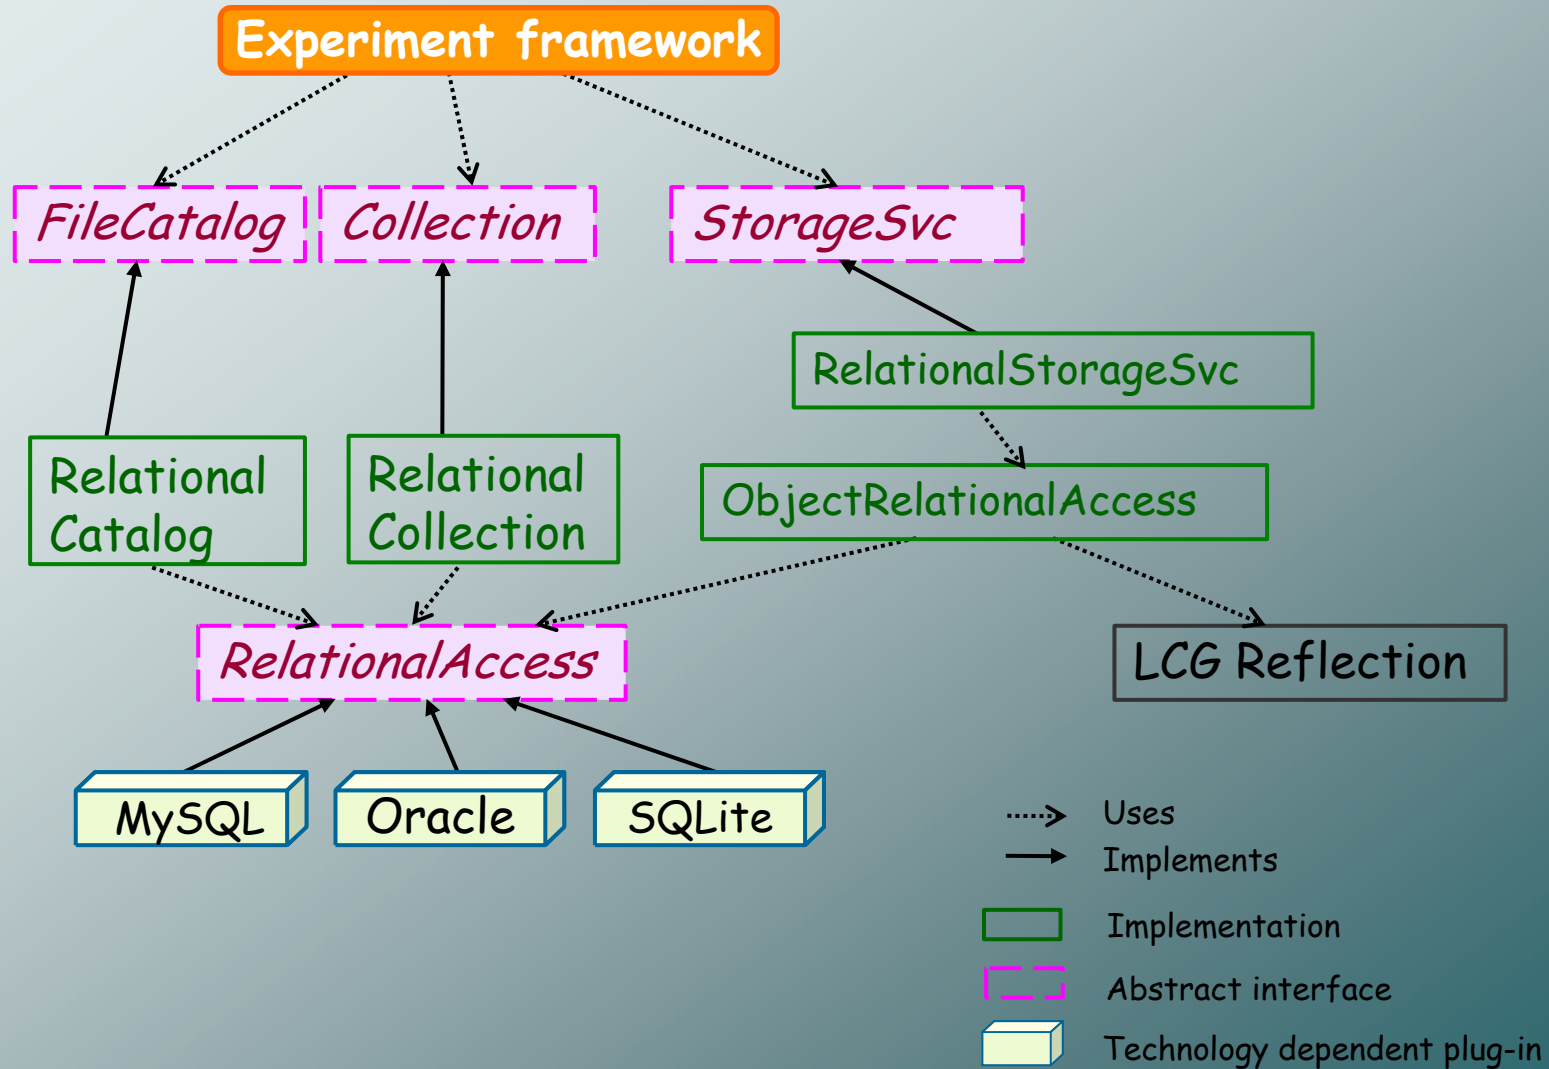 Experiment framework
FileCatalog
Collection
StorageSvc
RelationalStorageSvc
Relational
Catalog
Relational
Collection
ObjectRelationalAccess
RelationalAccess
LCG Reflection
MySQL
Oracle
SQLite
Uses
Implements
Implementation
Abstract interface
Technology dependent plug-in